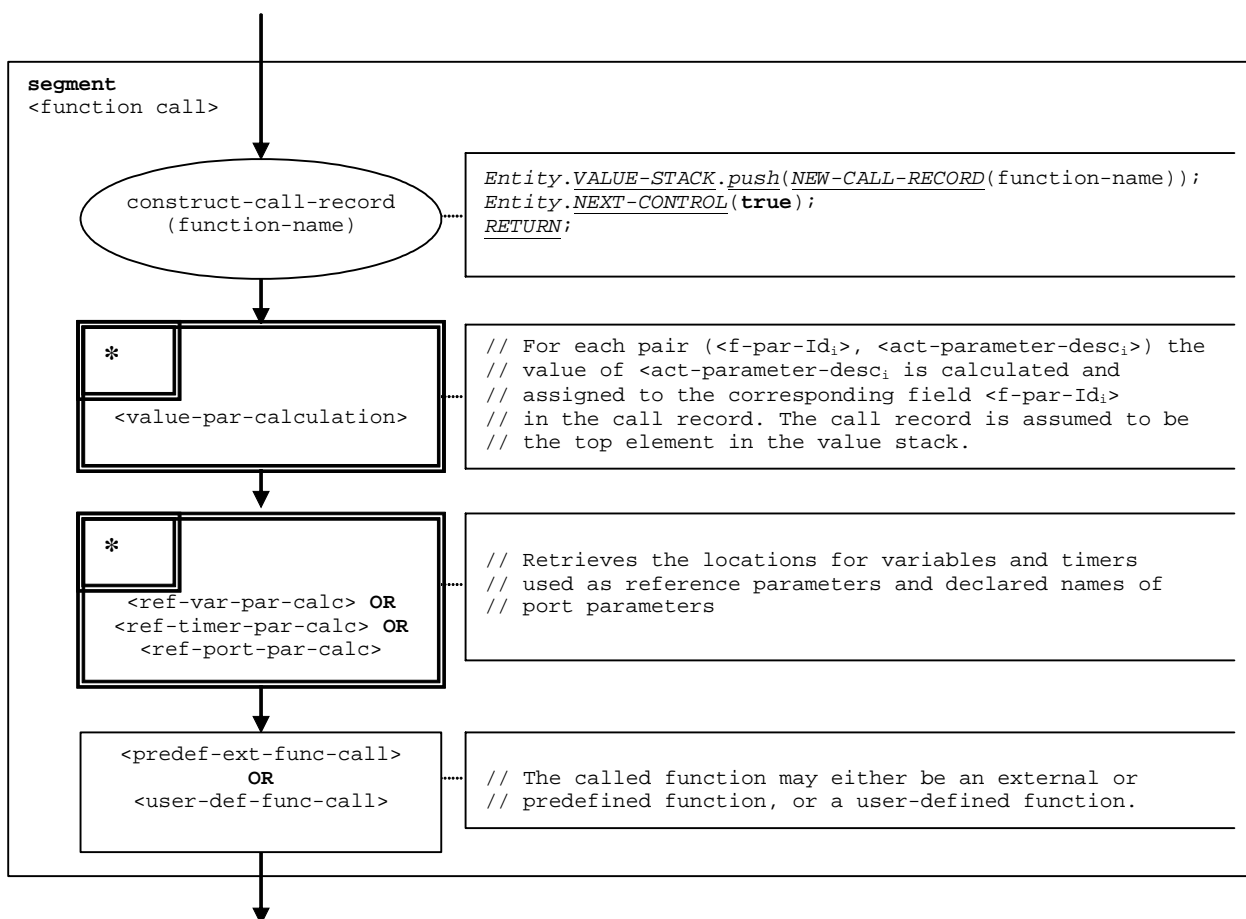 segment
<function call>
construct-call-record
(function-name)
Entity.VALUE-STACK.push(NEW-CALL-RECORD(function-name));
Entity.NEXT-CONTROL(true);
RETURN;
*
<value-par-calculation>
// For each pair (<f-par-Idi>, <act-parameter-desci>) the
// value of <act-parameter-desci is calculated and
// assigned to the corresponding field <f-par-Idi>
// in the call record. The call record is assumed to be
// the top element in the value stack.
*
<ref-var-par-calc> OR
<ref-timer-par-calc> OR
<ref-port-par-calc>
// Retrieves the locations for variables and timers
// used as reference parameters and declared names of
// port parameters
<predef-ext-func-call>
OR
<user-def-func-call>
// The called function may either be an external or
// predefined function, or a user-defined function.